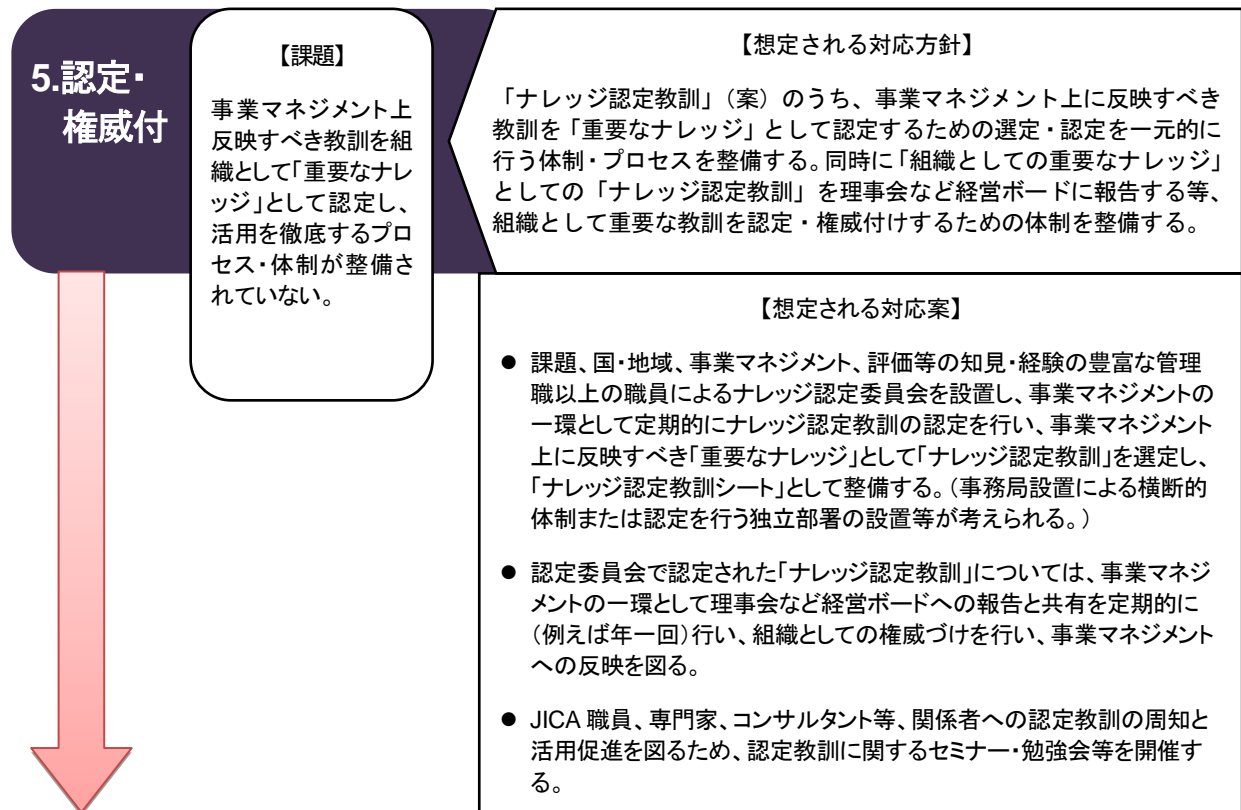 5.認定・
権威付
【課題】
事業マネジメント上
反映すべき教訓を組
織として「重要なナレ
ッジ」として認定し、
活用を徹底するプロ
セス・体制が整備さ
れていない。
【想定される対応方針】
「ナレッジ認定教訓」(案)のうち、事業マネジメント上に反映すべき
教訓を「重要なナレッジ」として認定するための選定・認定を一元的に
行う体制・プロセスを整備する。同時に「組織としての重要なナレッジ」
としての「ナレッジ認定教訓」を理事会など経営ボードに報告する等、
組織として重要な教訓を認定・権威付けするための体制を整備する。
【想定される対応案】
● 課題、国・地域、事業マネジメント、評価等の知見・経験の豊富な管理
職以上の職員によるナレッジ認定委員会を設置し、事業マネジメントの
一環として定期的にナレッジ認定教訓の認定を行い、事業マネジメント
上に反映すべき「重要なナレッジ」として「ナレッジ認定教訓」を選定し、
「ナレッジ認定教訓シート」として整備する。(事務局設置による横断的
体制または認定を行う独立部署の設置等が考えられる。)
● 認定委員会で認定された「ナレッジ認定教訓」については、事業マネジ
メントの一環として理事会など経営ボードへの報告と共有を定期的に
(例えば年一回)行い、組織としての権威づけを行い、事業マネジメント
への反映を図る。
● JICA 職員、専門家、コンサルタント等、関係者への認定教訓の周知と
活用促進を図るため、認定教訓に関するセミナー・勉強会等を開催す
る。